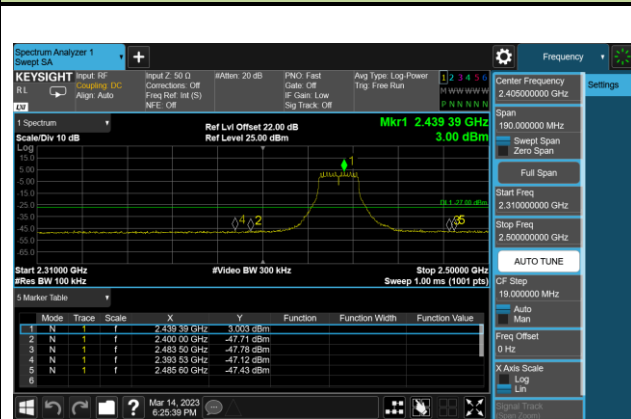 Spectrum Analyzer 1
Swept SA
Frequency
KEYSIGHT
RL
LXI
Input: RF
Coupling: DC
Align: Auto
Input Z: 50 Ω
Corrections: Off
Freq Ref: Int (S)
NFE: Off
#Atten: 20 dB
PNO: Fast
Gate: Off
IF Gain: Low
Sig Track: Off
Avg Type: Log-Power
Trig: Free Run
1 2 3 4 5 6
M W W W W W
P N N N N N
Center Frequency
2.405000000 GHz
Settings
1 Spectrum
Scale/Div 10 dB
Ref Lvl Offset 22.00 dB
Ref Level 25.00 dBm
Mkr1 2.439 39 GHz
3.00 dBm
Log
15.0
5.00
-5.00
-15.0
-25.0
-35.0
-45.0
-55.0
-65.0
1
DL1 -27.00 dBm
4 2
3 5
Start 2.31000 GHz
#Res BW 100 kHz
#Video BW 300 kHz
Stop 2.50000 GHz
Sweep 1.00 ms (1001 pts)
Span
190.000000 MHz
Swept Span
Zero Span
Full Span
Start Freq
2.310000000 GHz
Stop Freq
2.500000000 GHz
AUTO TUNE
CF Step
19.000000 MHz
Auto
Man
Freq Offset
0 Hz
X Axis Scale
Log
Lin
Signal Track
(Span Zoom)
5 Marker Table
Mode Trace Scale X Y Function Function Width Function Value
1 N 1 f 2.439 39 GHz 3.003 dBm
2 N 1 f 2.400 00 GHz -47.71 dBm
3 N 1 f 2.483 50 GHz -47.78 dBm
4 N 1 f 2.393 53 GHz -47.12 dBm
5 N 1 f 2.485 60 GHz -47.43 dBm
6
?
Mar 14, 2023
6:25:39 PM